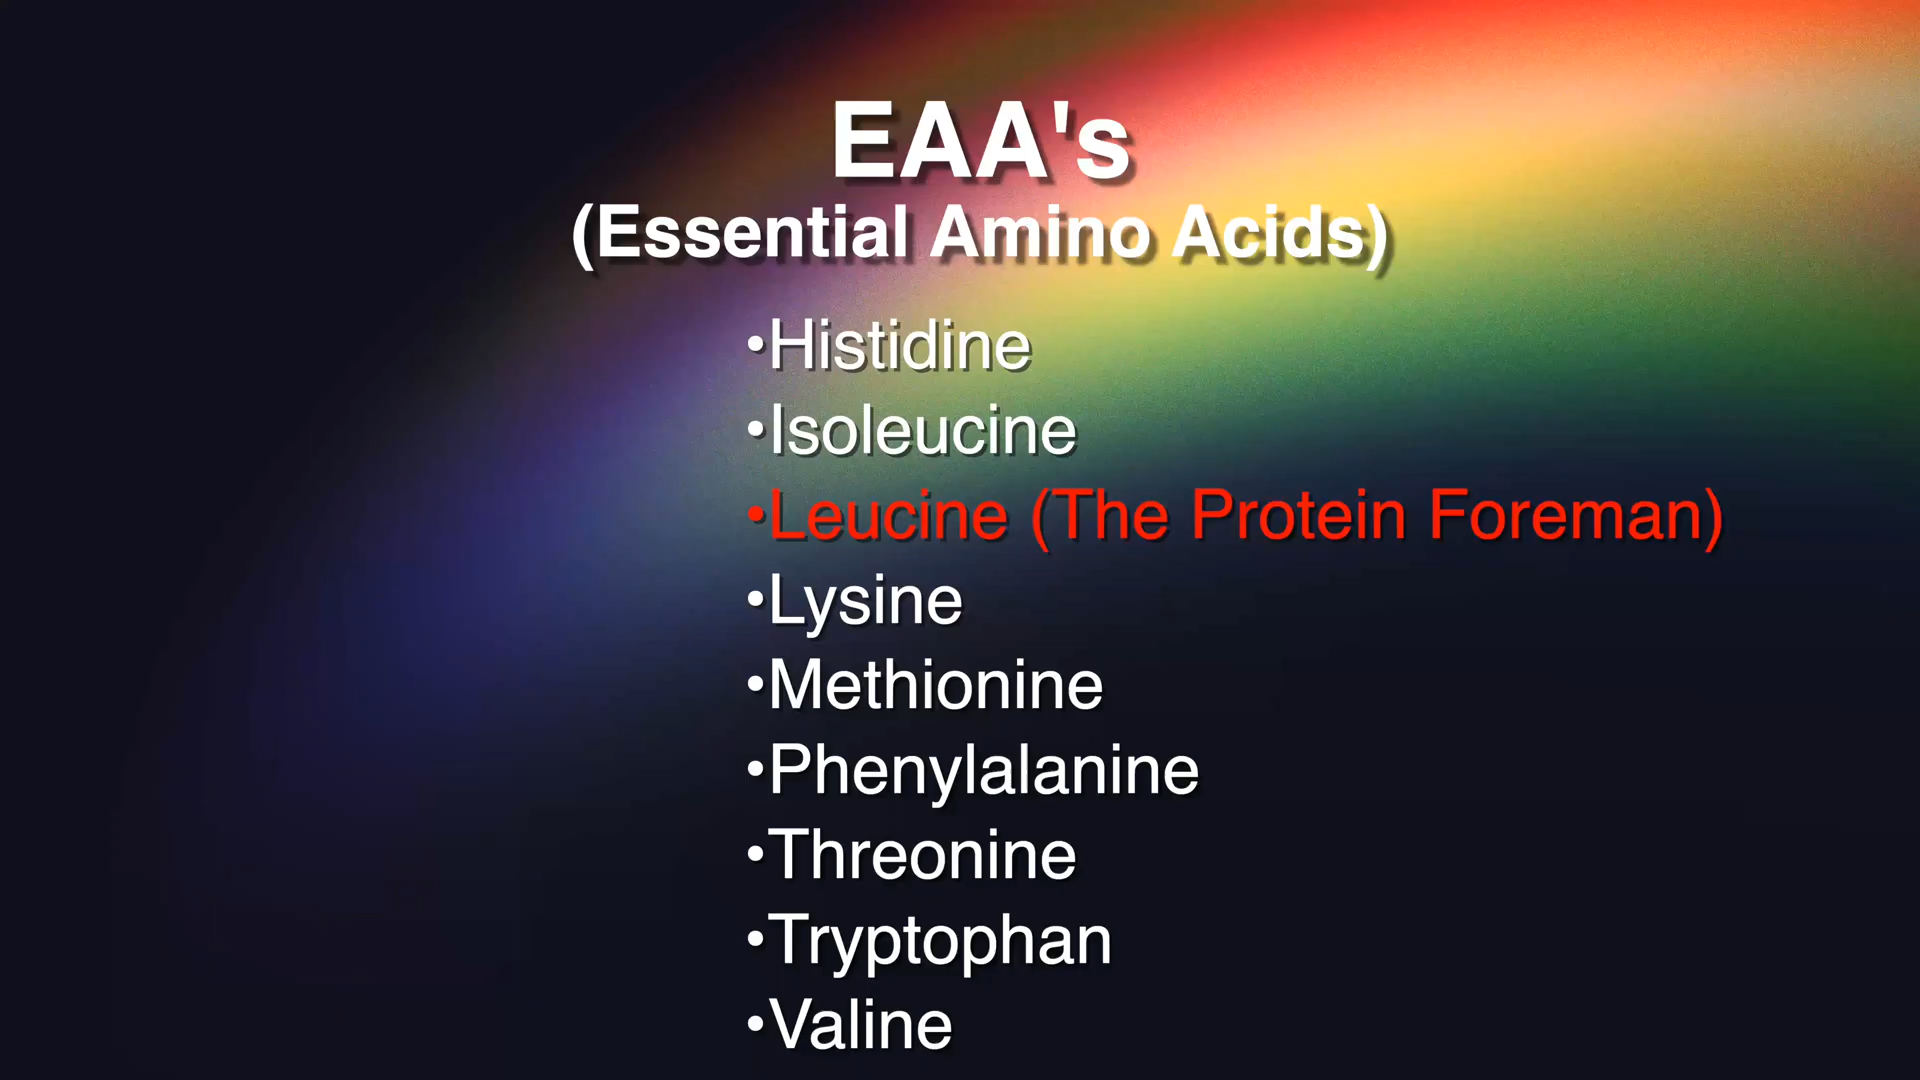 EAA's
(Essential Amino Acids)
•Histidine
•Isoleucine
•Leucine (The Protein Foreman)
•Lysine
•Methionine
•Phenylalanine
•Threonine
•Tryptophan
•Valine